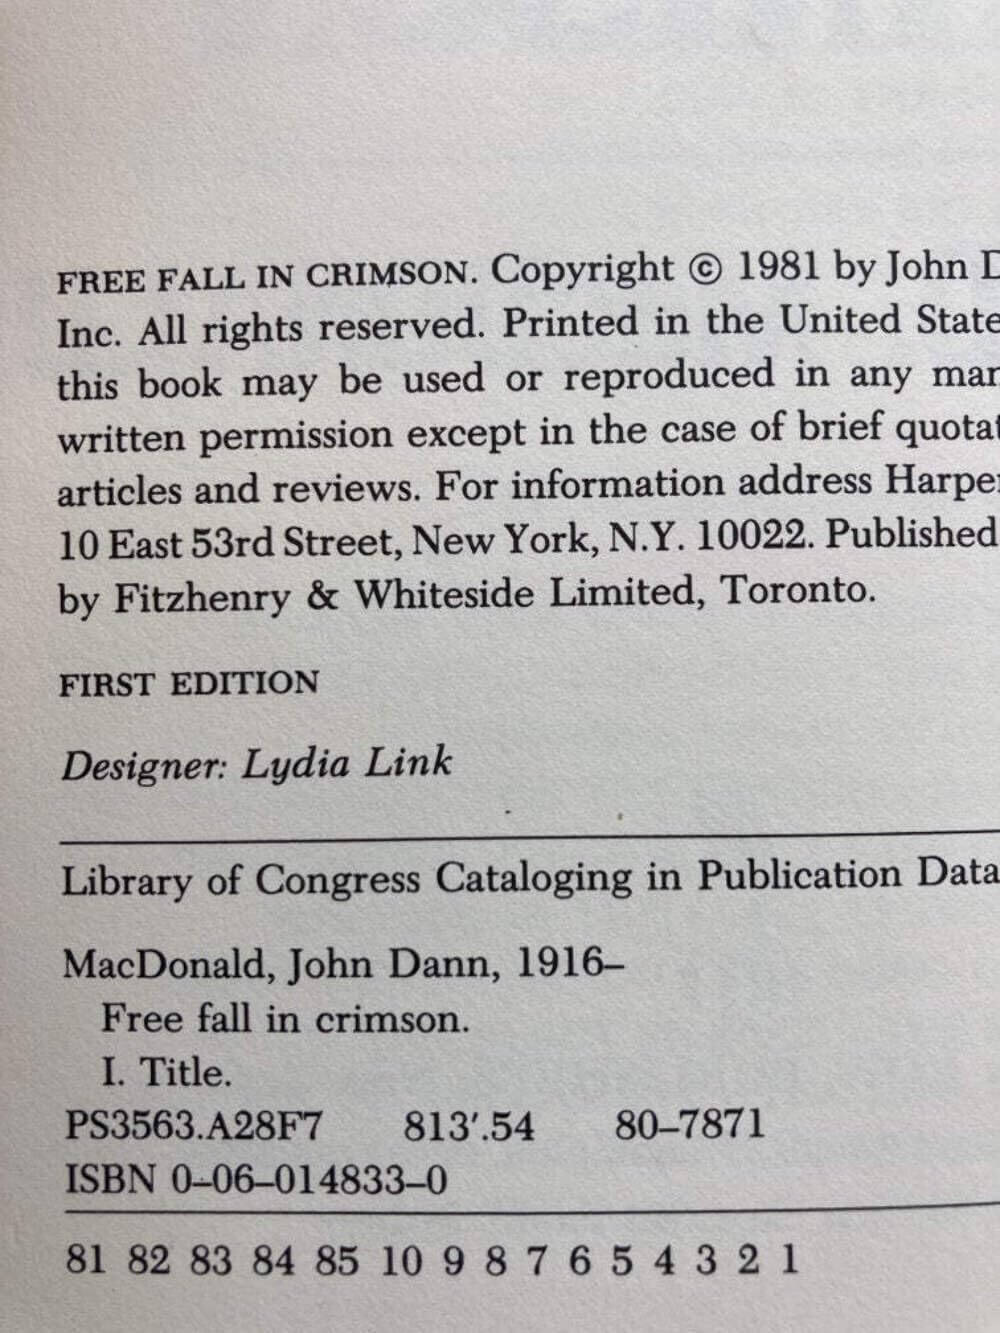 FREE FALL IN CRIMSON. Copyright © 1981 by John
Inc. All rights reserved. Printed in the United
this book may be used or reproduced in any
written permission except in the case of brief
articles and reviews. For information address
10 East 53rd Street, New York, N.Y. 10022. Published
by Fitzhenry & Whiteside Limited, Toronto.
FIRST EDITION
Designer: Lydia Link
Library of Congress Cataloging in Publication Data
MacDonald, John Dann, 1916–
Free fall in crimson.
I. Title.
PS3563.A28F7 813′.54 80–7871
ISBN 0–06–014833–0
81 82 83 84 85 10 9 8 7 6 5 4 3 2 1